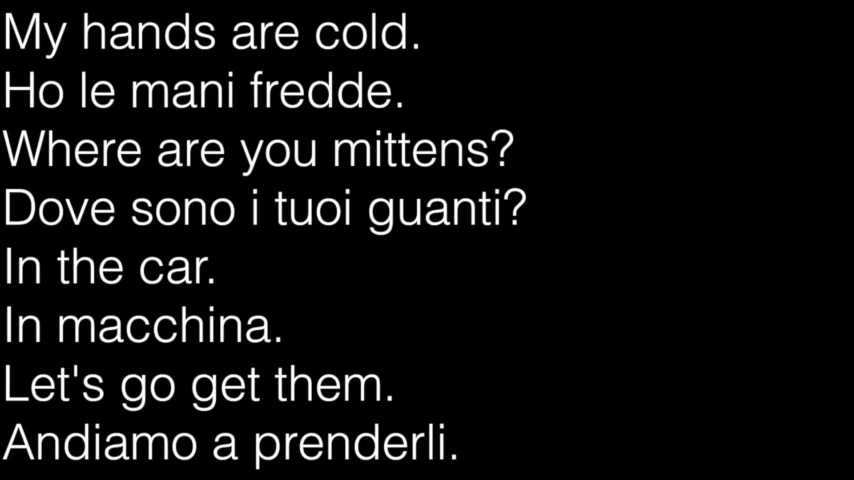 My hands are cold.
Ho le mani fredde.
Where are you mittens?
Dove sono i tuoi guanti?
In the car.
In macchina.
Let's go get them.
Andiamo a prenderli.